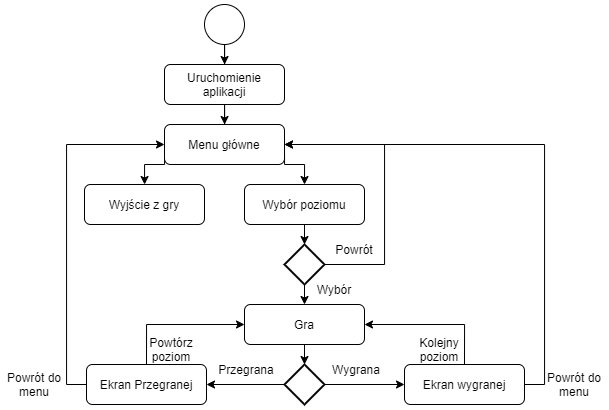 Uruchomienie
aplikacji
Menu główne
Wyjście z gry
Wybór poziomu
Powrót
Wybór
Gra
Powtórz
poziom
Kolejny
poziom
Przegrana
Wygrana
Powrót do
menu
Ekran Przegranej
Ekran wygranej
Powrót do
menu